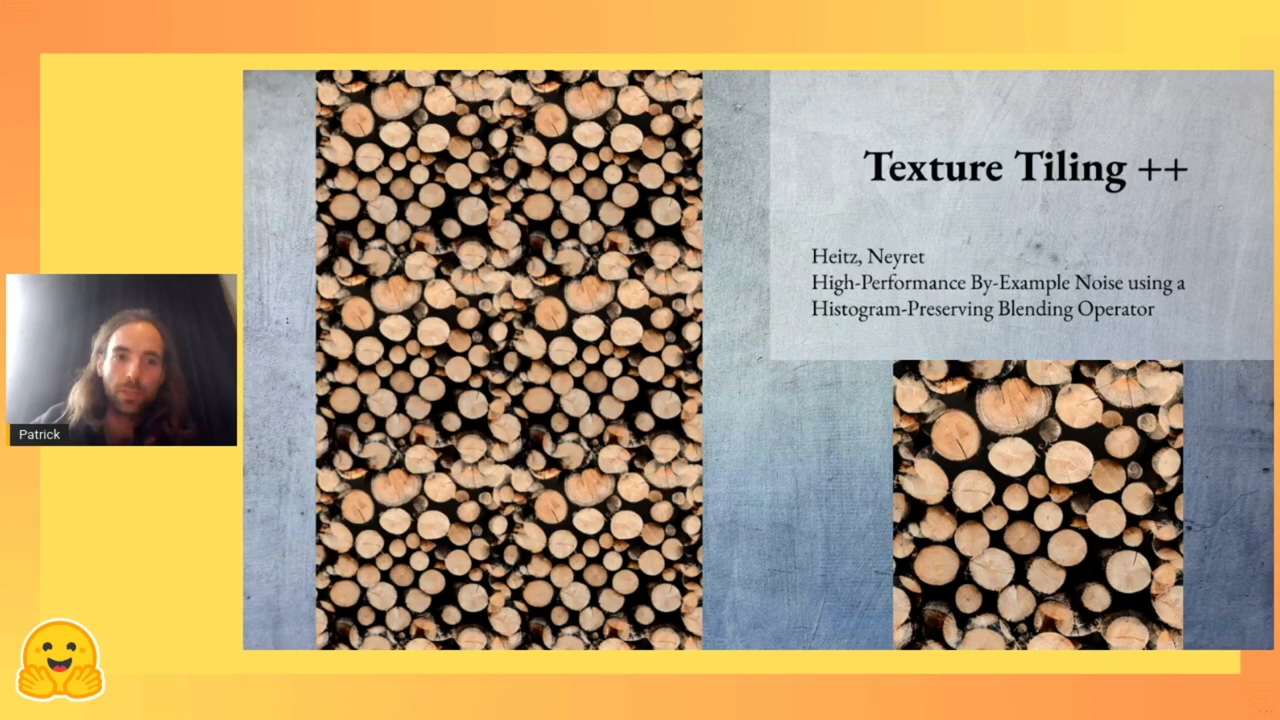 Texture Tiling ++
Heitz, Neyret
High-Performance By-Example Noise using a
Histogram-Preserving Blending Operator
Patrick